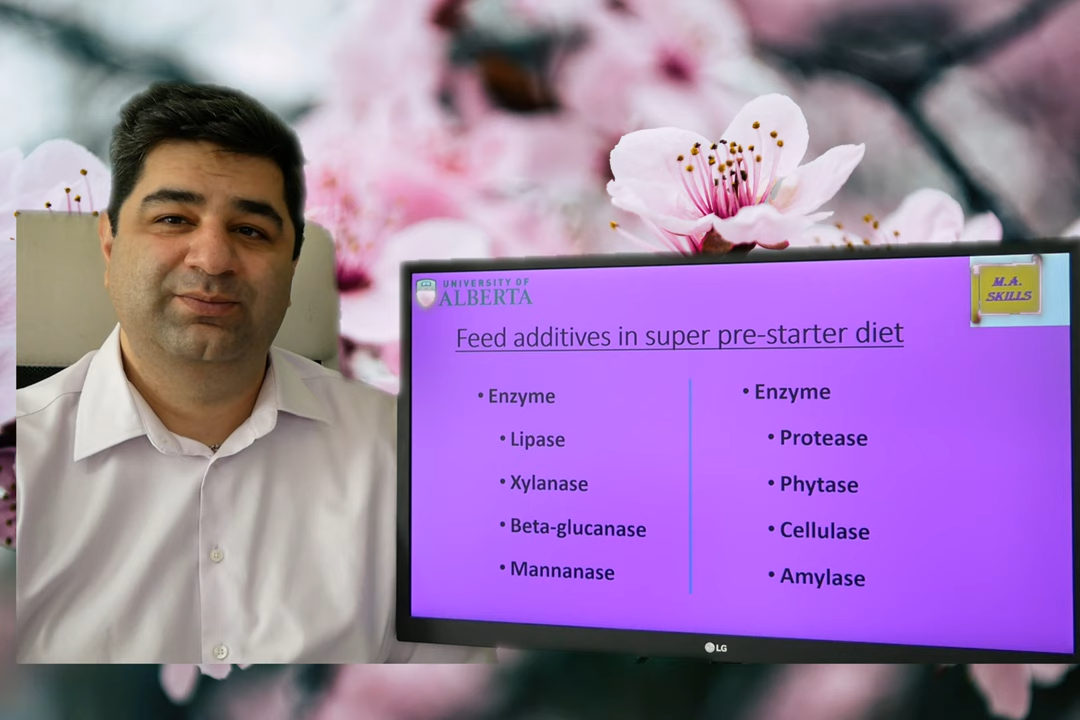 UNIVERSITY OF
ALBERTA
M.A.
SKILLS
Feed additives in super pre-starter diet
• Enzyme
• Lipase
• Xylanase
• Beta-glucanase
• Mannanase
• Enzyme
• Protease
• Phytase
• Cellulase
• Amylase
LG